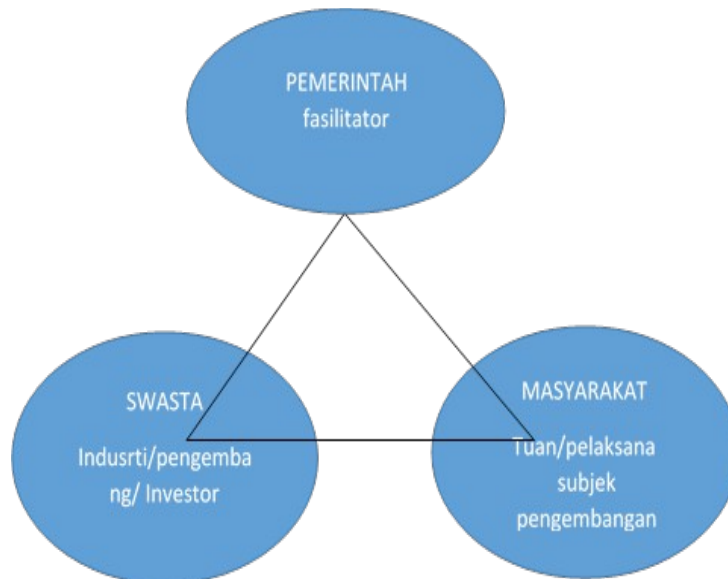 PEMERINTAH
fasilitator
SWASTA
Indusrti/pengemba
ng/ Investor
MASYARAKAT
Tuan/pelaksana
subjek
pengembangan